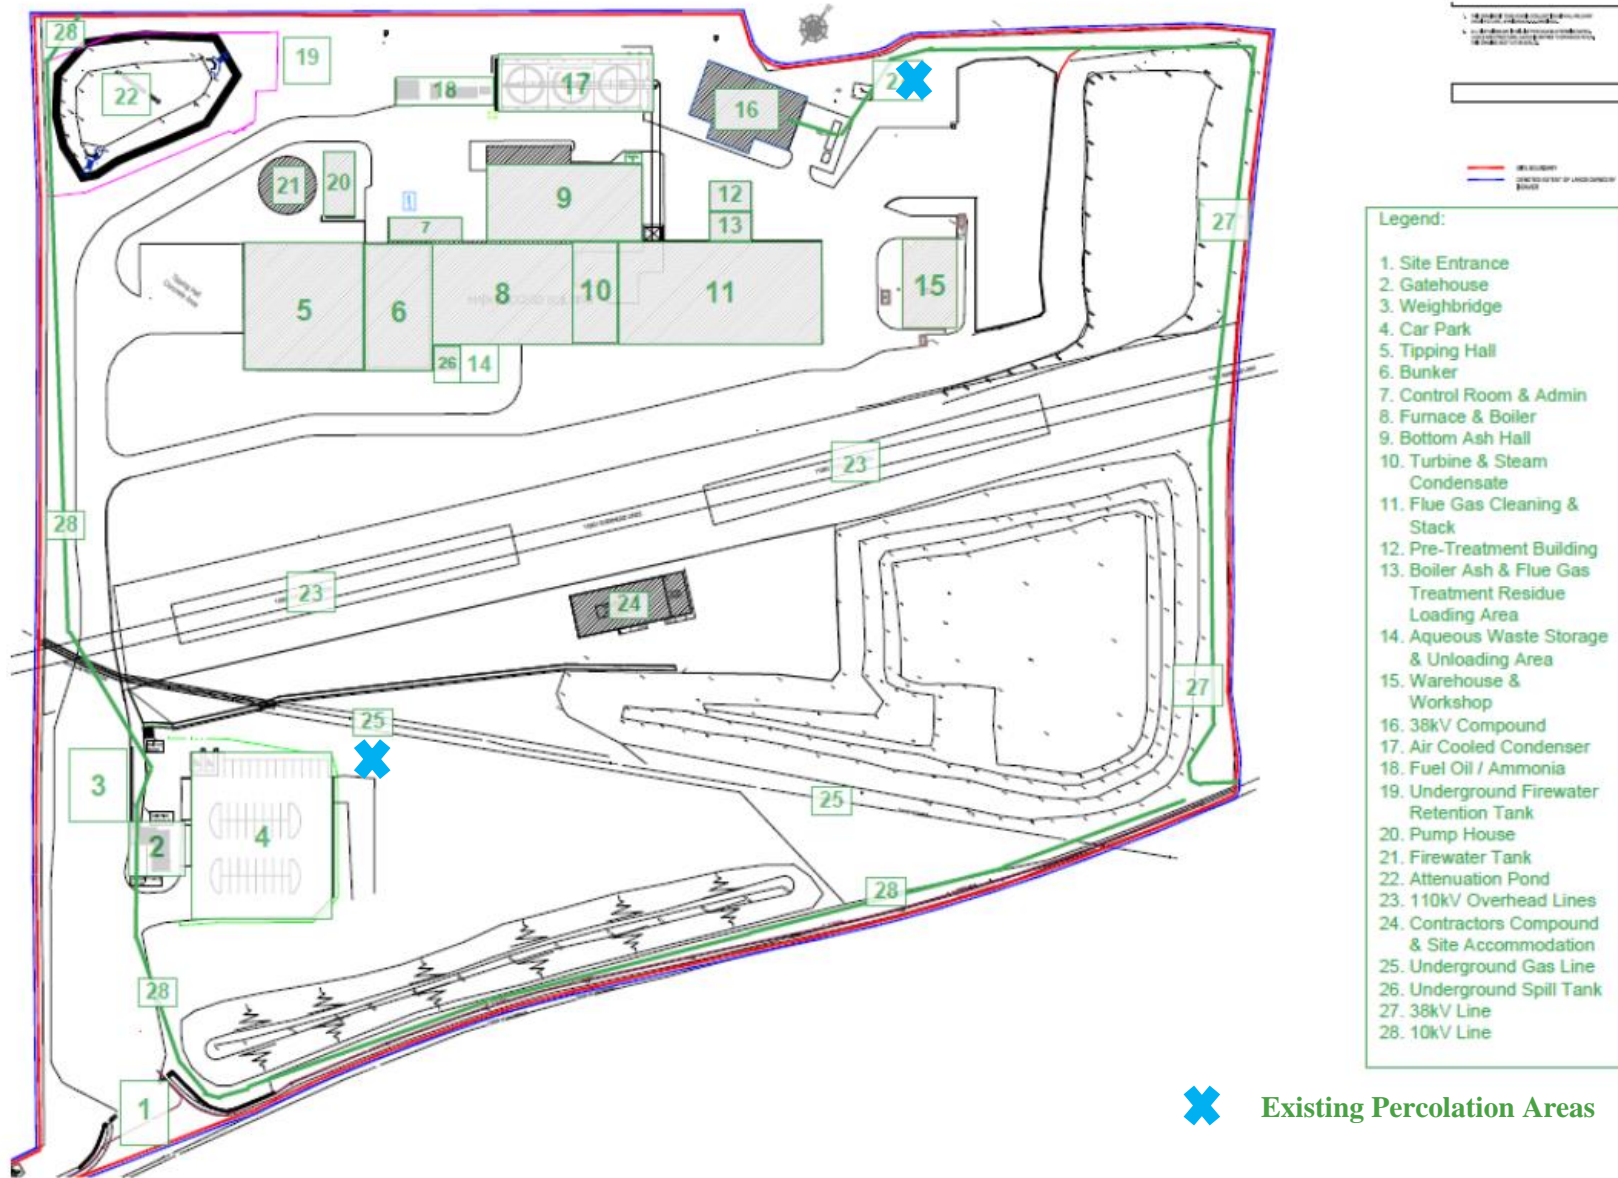 28
19
22
17
18
16
2
21
20
9
12
13
27
7
5
6
8
10
11
15
26
14
Tipping Hall
Concrete Area
23
28
23
24
27
25
3
25
2
4
28
28
1
SITE BOUNDARY
Legend:
1. Site Entrance
2. Gatehouse
3. Weighbridge
4. Car Park
5. Tipping Hall
6. Bunker
7. Control Room & Admin
8. Furnace & Boiler
9. Bottom Ash Hall
10. Turbine & Steam
Condensate
11. Flue Gas Cleaning &
Stack
12. Pre-Treatment Building
13. Boiler Ash & Flue Gas
Treatment Residue
Loading Area
14. Aqueous Waste Storage
& Unloading Area
15. Warehouse &
Workshop
16. 38kV Compound
17. Air Cooled Condenser
18. Fuel Oil / Ammonia
19. Underground Firewater
Retention Tank
20. Pump House
21. Firewater Tank
22. Attenuation Pond
23. 110kV Overhead Lines
24. Contractors Compound
& Site Accommodation
25. Underground Gas Line
26. Underground Spill Tank
27. 38kV Line
28. 10kV Line
Existing Percolation Areas